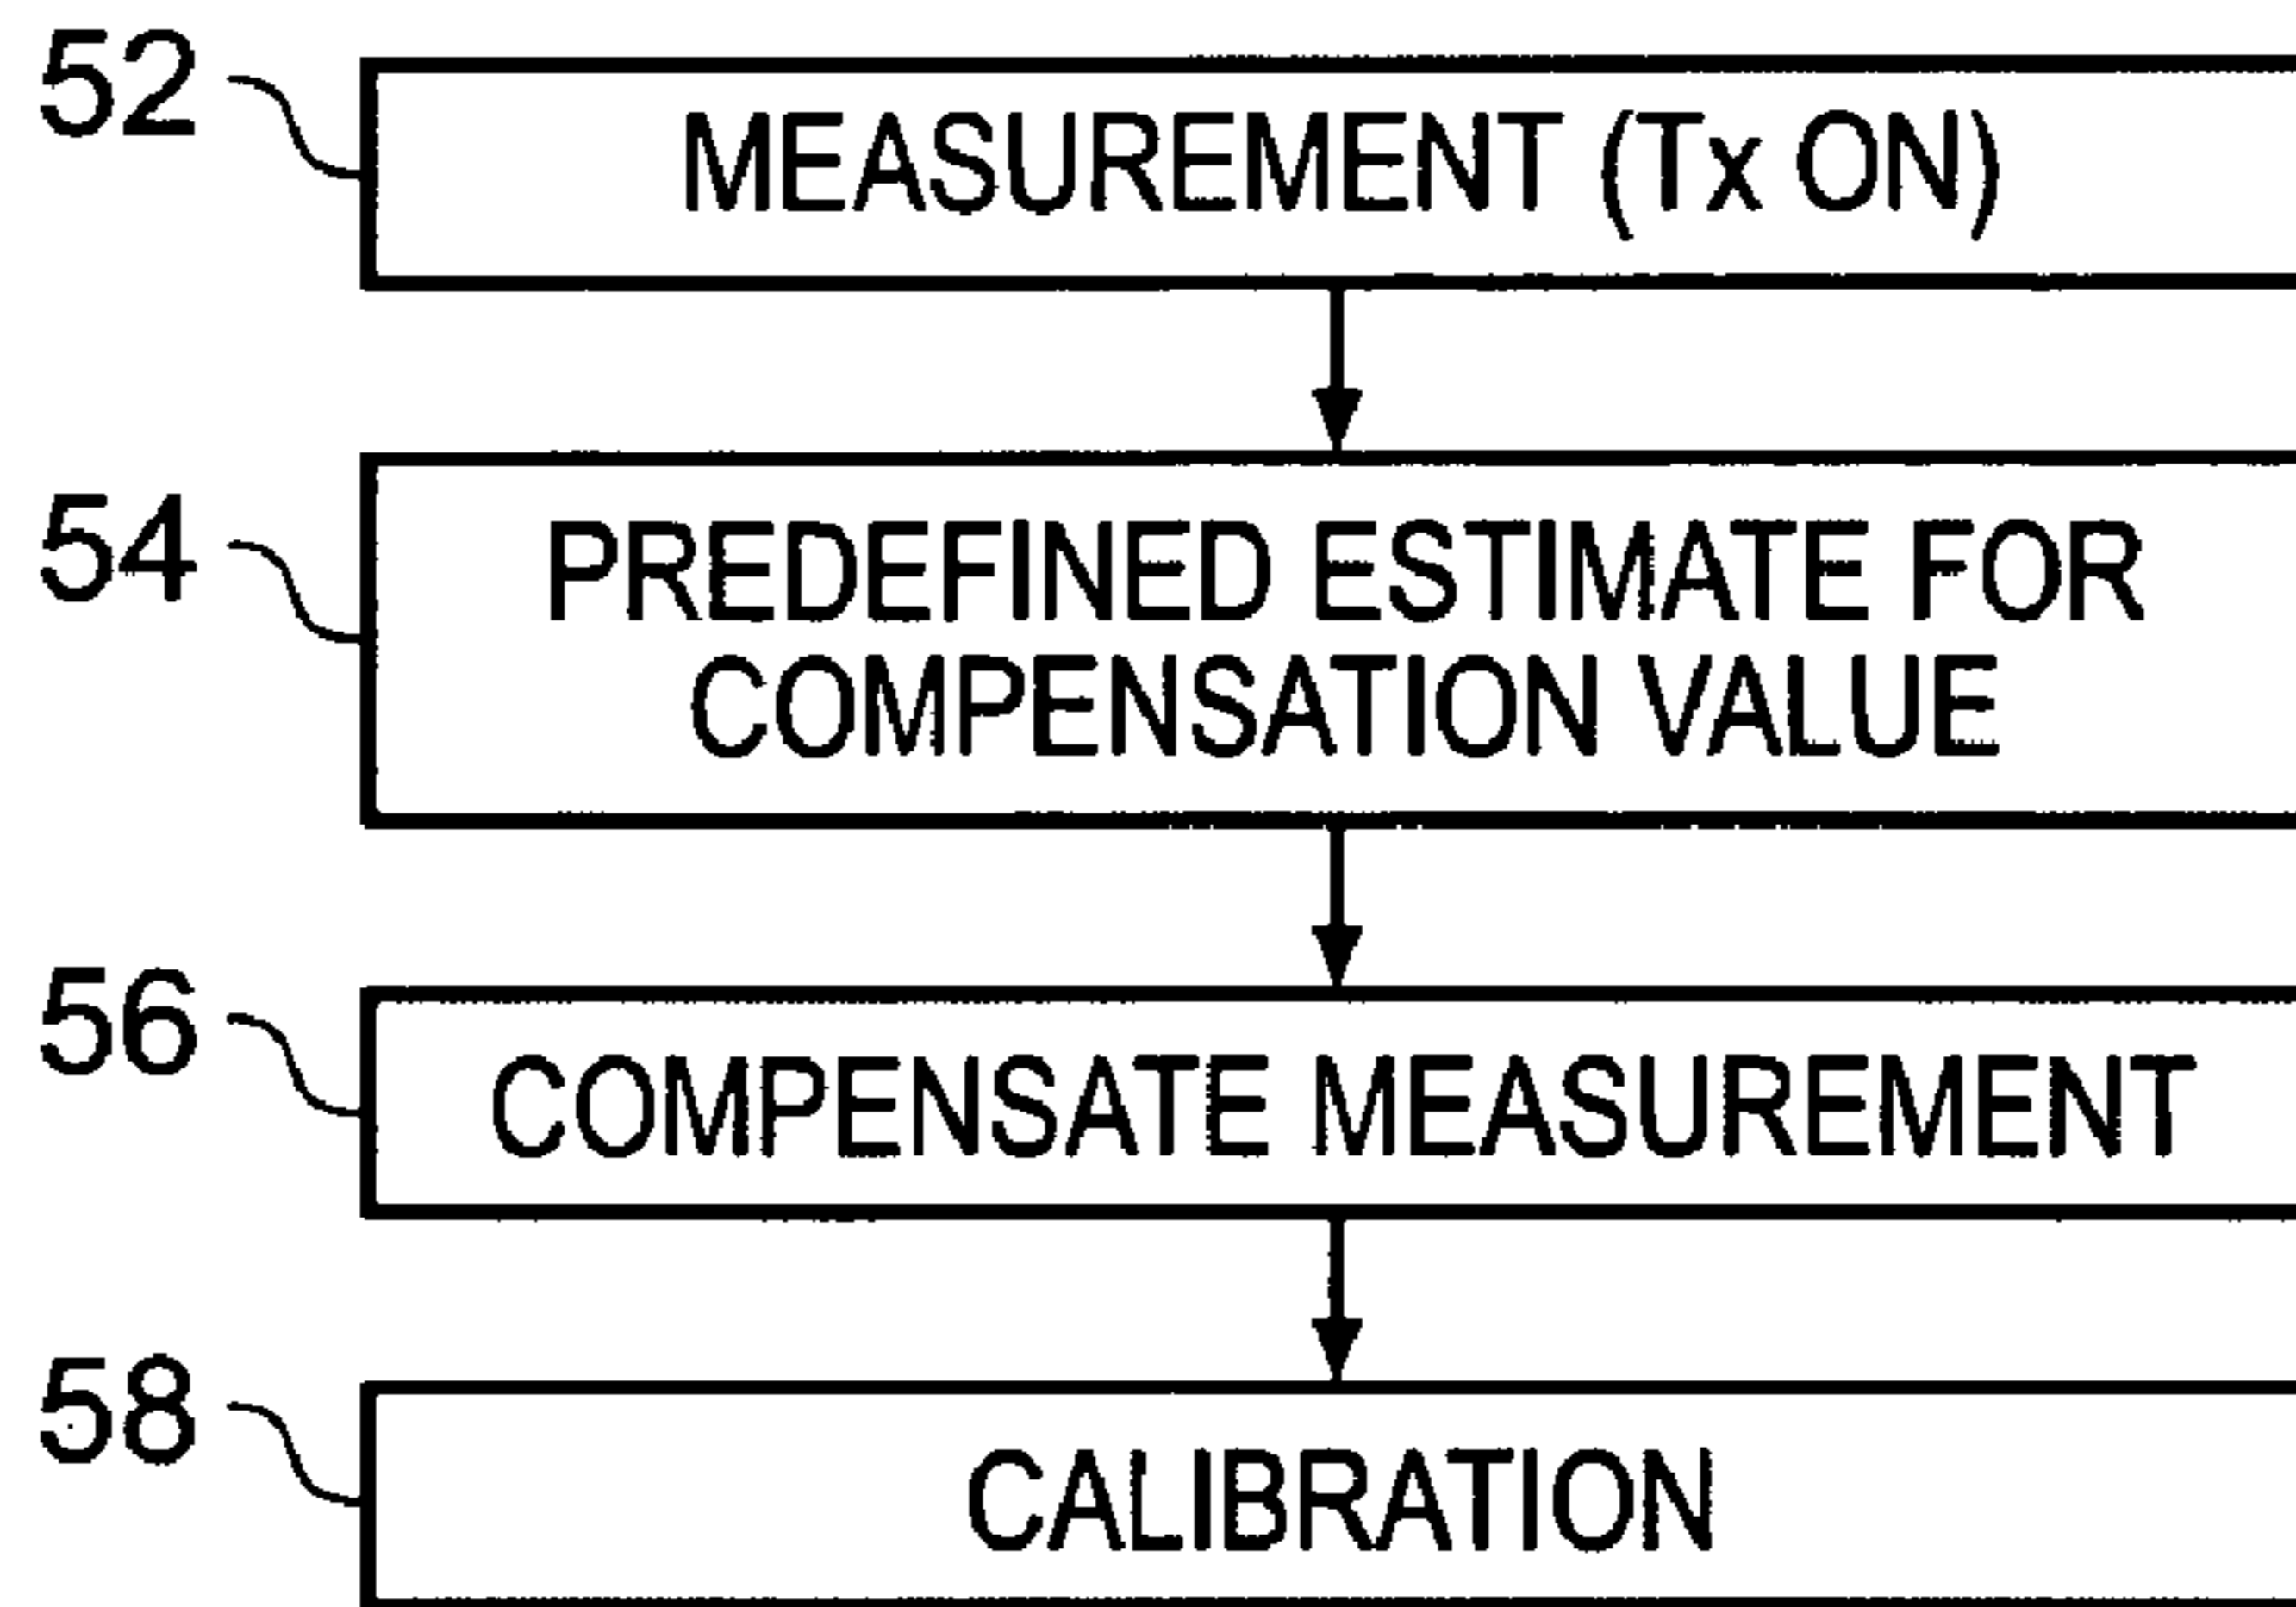 52
MEASUREMENT (Tx ON)
54
PREDEFINED ESTIMATE FOR
COMPENSATION VALUE
56
COMPENSATE MEASUREMENT
58
CALIBRATION